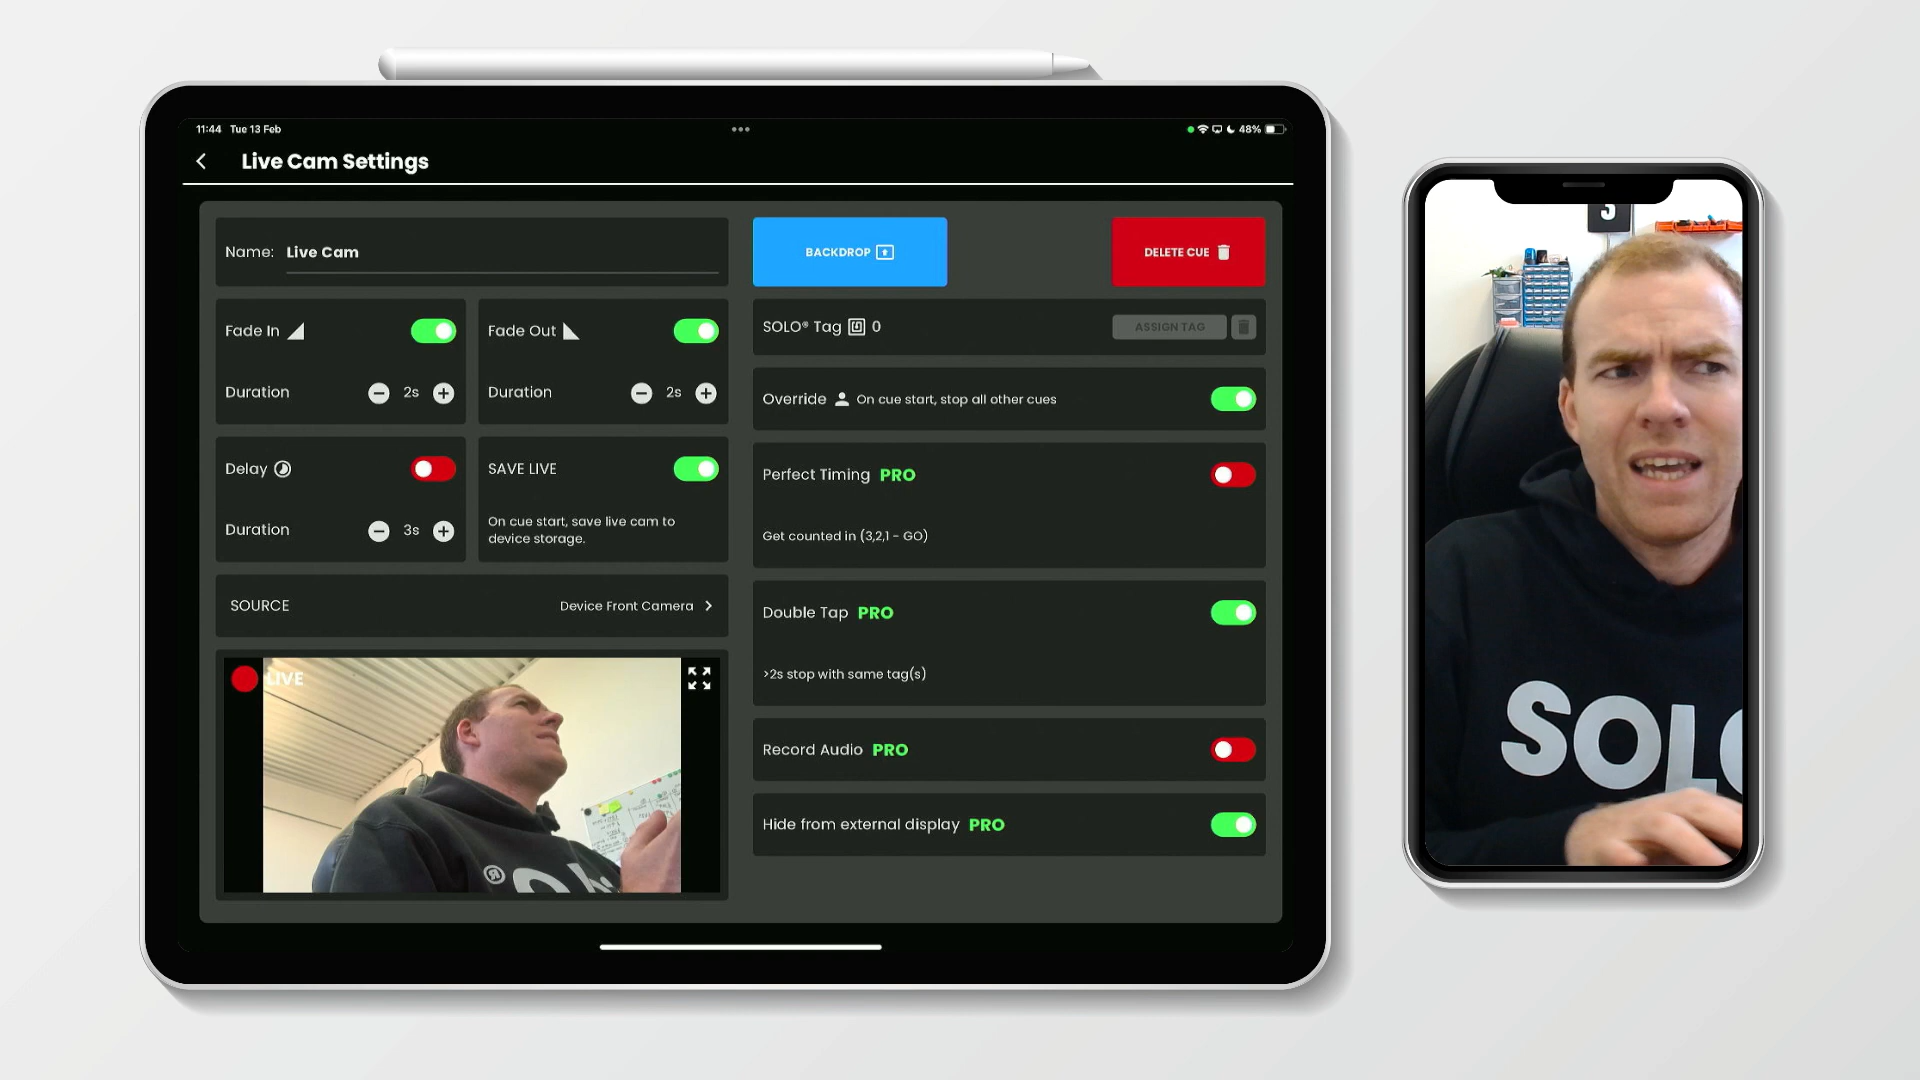 11:44 Tue 13 Feb
48%
Live Cam Settings
Name: Live Cam
BACKDROP
DELETE CUE
Fade In
Fade Out
Duration 2s
Duration 2s
SOLO® Tag 0
ASSIGN TAG
Override On cue start, stop all other cues
Delay
SAVE LIVE
Duration 3s
On cue start, save live cam to
device storage.
Perfect Timing PRO
Get counted in (3,2,1 - GO)
SOURCE Device Front Camera
Double Tap PRO
>2s stop with same tag(s)
LIVE
Record Audio PRO
Hide from external display PRO
®
3
SOL